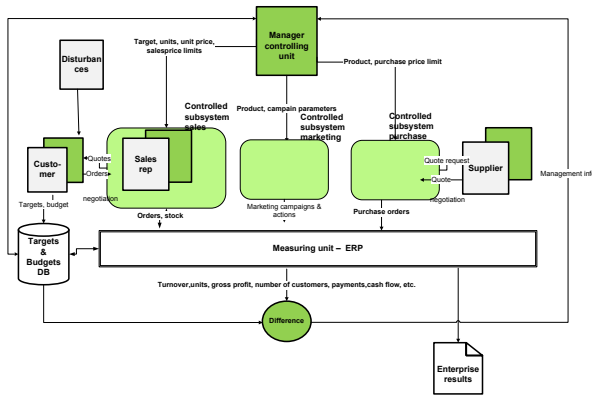 Manager
controlling
unit
Target, units, unit price,
salesprice limits
Disturban
ces
Product, purchase price limit
Product, campain parameters
Controlled
subsystem
sales
Controlled
subsystem
marketing
Controlled
subsystem
purchase
Custo-
mer
Quotes
Orders
negotiation
Sales
rep
Quote request
Quote
negotiation
Supplier
Management inf
Targets, budget
Orders, stock
Marketing campaigns &
actions
Purchase orders
Targets
&
Budgets
DB
Measuring unit – ERP
Turnover,units, gross profit, number of customers, payments,cash flow, etc.
Difference
Enterprise
results